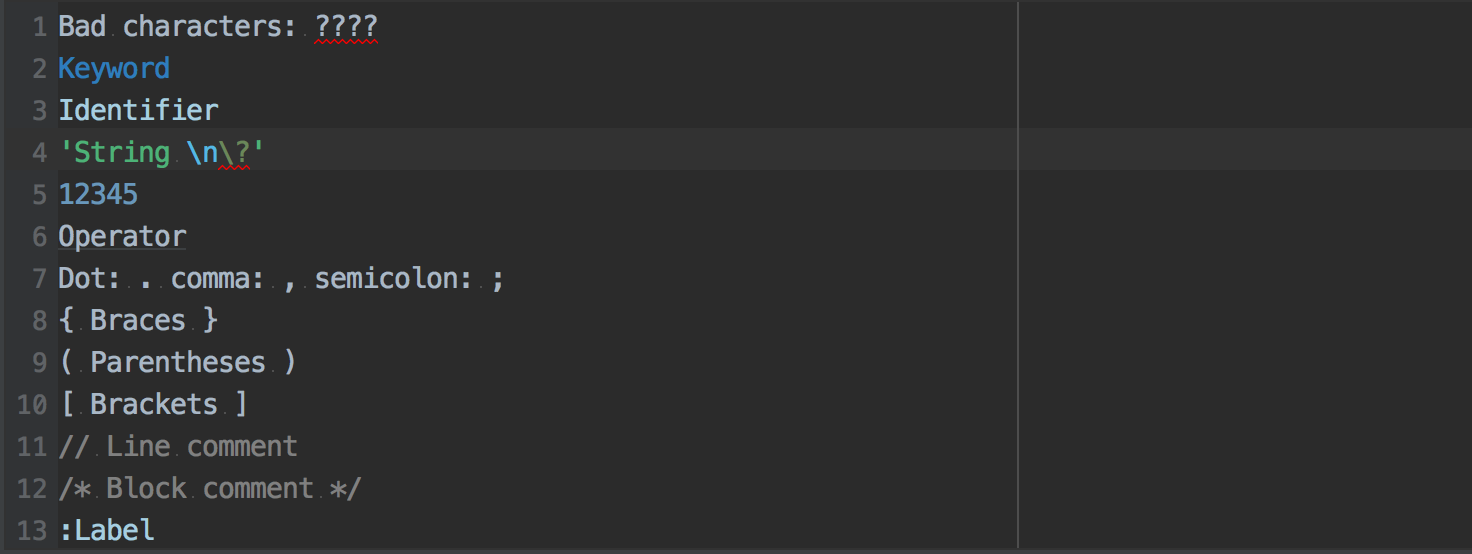 1 Bad characters: ????
2 Keyword
3 Identifier
4 'String \n\?'
5 12345
6 Operator
7 Dot: . comma: , semicolon: ;
8 { Braces }
9 ( Parentheses )
10 [ Brackets ]
11 // Line comment
12 /* Block comment */
13 :Label